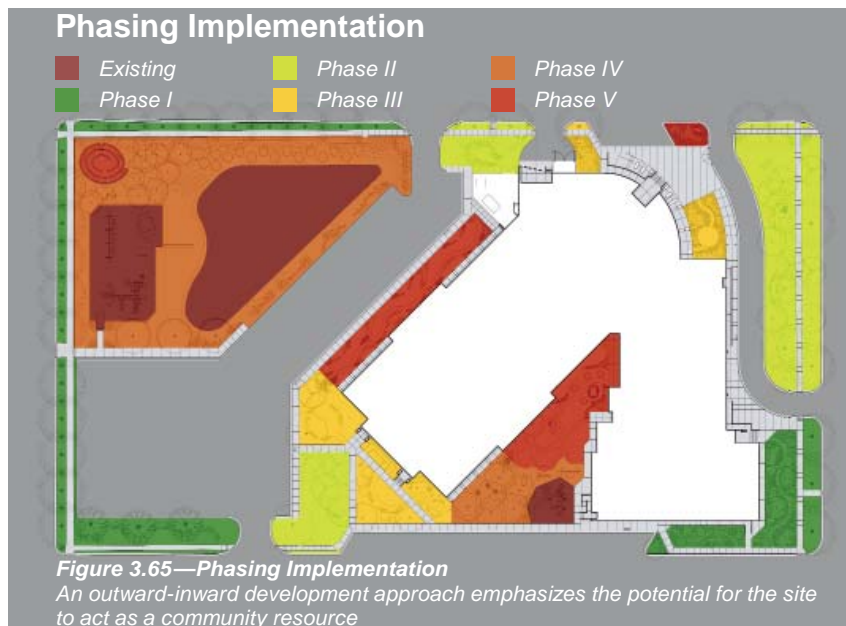 Phasing Implementation
Existing
Phase II
Phase IV
Phase I
Phase III
Phase V
Figure 3.65—Phasing Implementation
An outward-inward development approach emphasizes the potential for the site
to act as a community resource